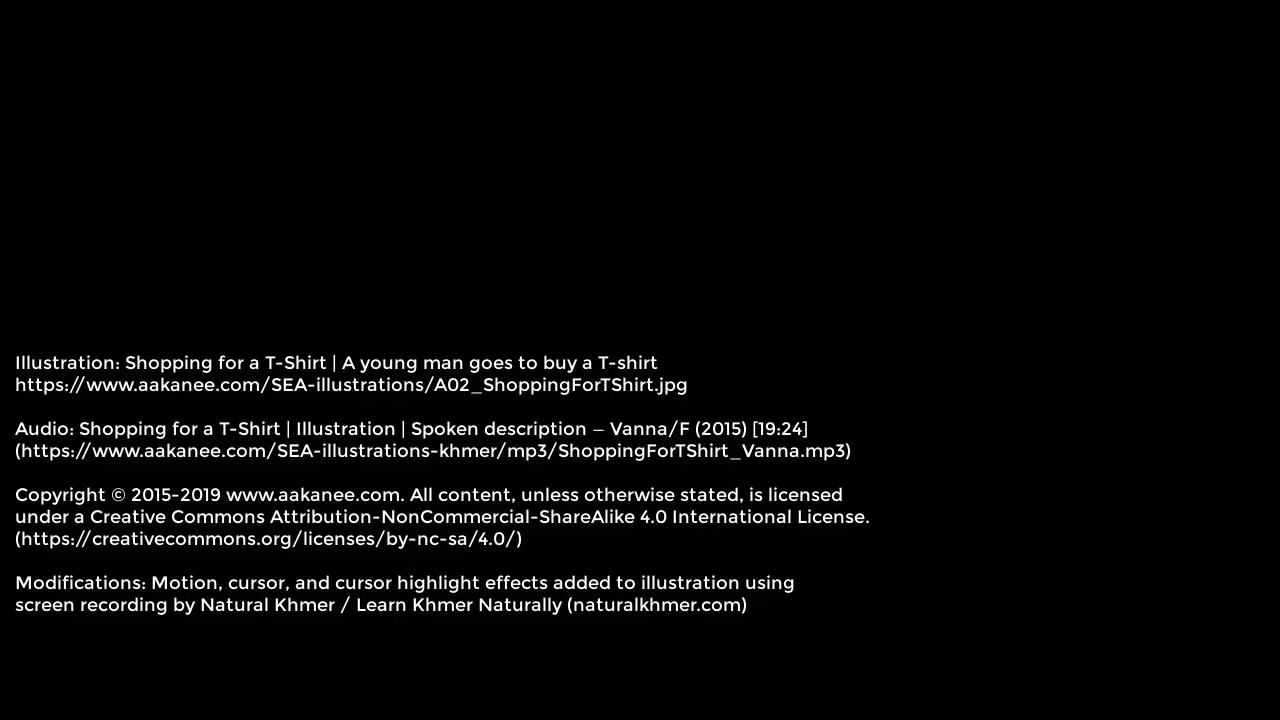 Illustration: Shopping for a T-Shirt | A young man goes to buy a T-shirt
https://www.aakanee.com/SEA-illustrations/A02_ShoppingForTShirt.jpg
Audio: Shopping for a T-Shirt | Illustration | Spoken description – Vanna/F (2015) [19:24]
(https://www.aakanee.com/SEA-illustrations-khmer/mp3/ShoppingForTShirt_Vanna.mp3)
Copyright © 2015-2019 www.aakanee.com. All content, unless otherwise stated, is licensed
under a Creative Commons Attribution-NonCommercial-ShareAlike 4.0 International License.
(https://creativecommons.org/licenses/by-nc-sa/4.0/)
Modifications: Motion, cursor, and cursor highlight effects added to illustration using
screen recording by Natural Khmer / Learn Khmer Naturally (naturalkhmer.com)